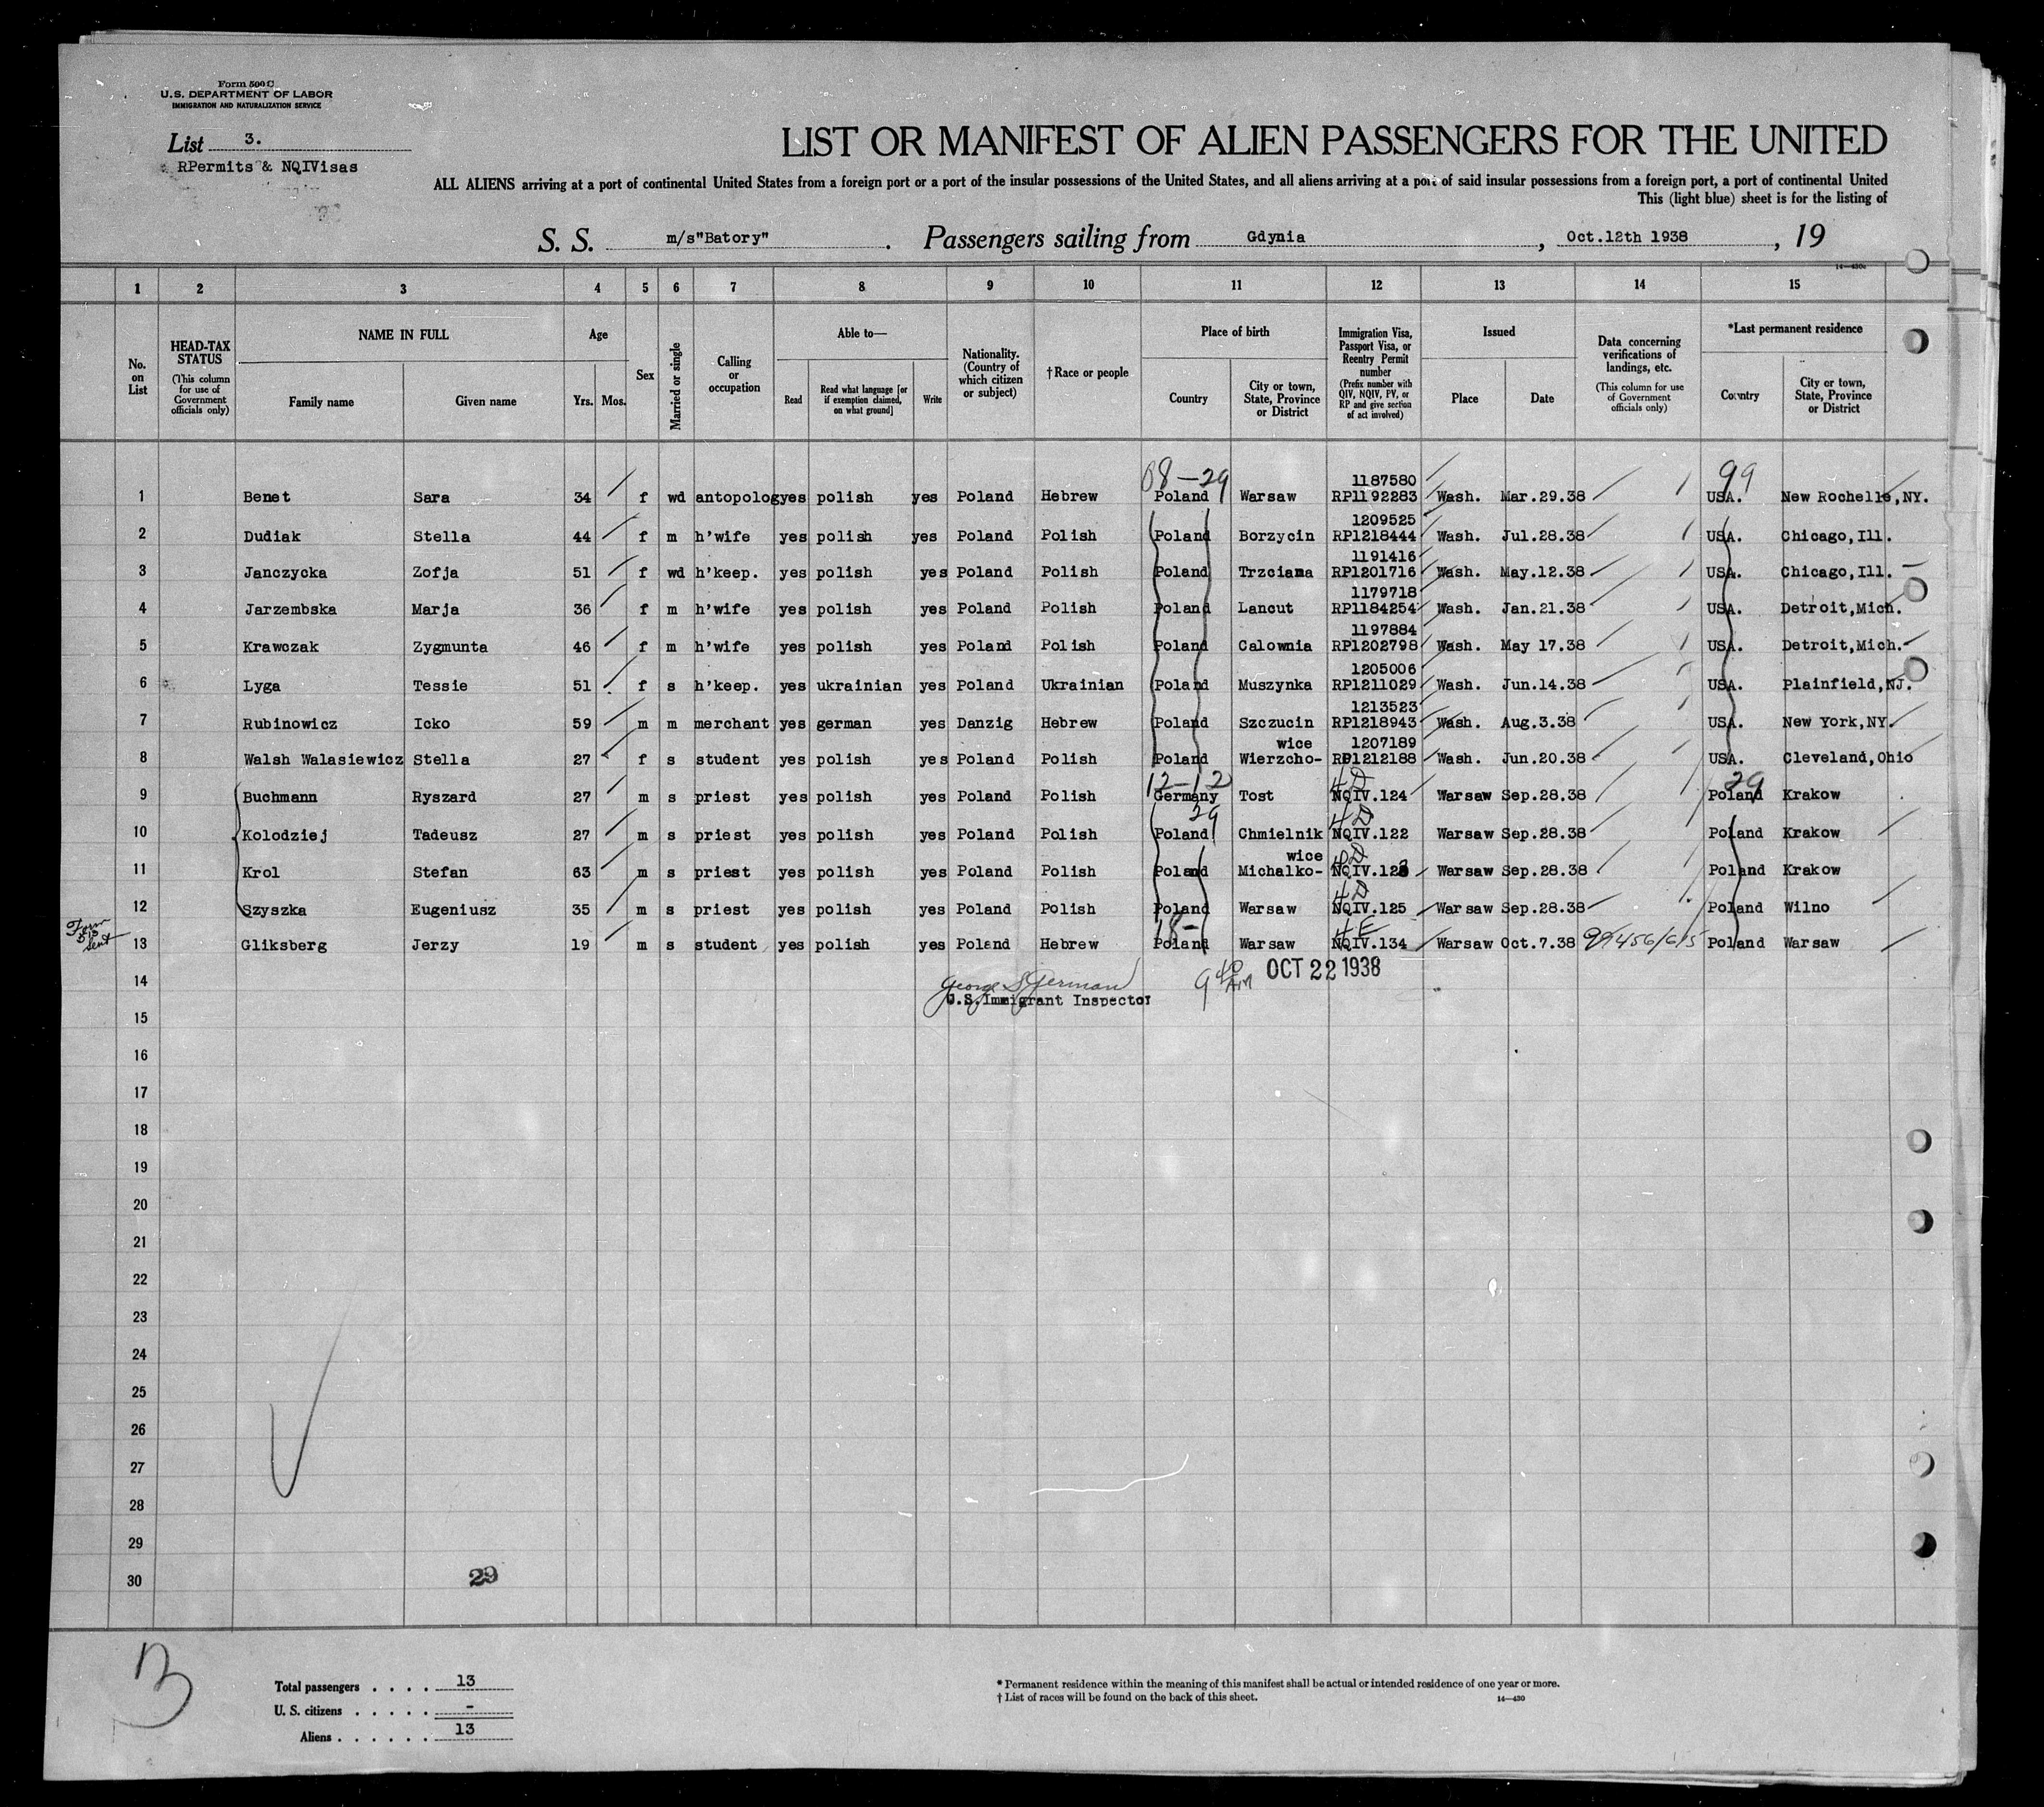 Form 500 C
U.S. DEPARTMENT OF LABOR
IMMIGRATION AND NATURALIZATION SERVICE
List 3.
RPermits & NQIVisas
LIST OR MANIFEST OF ALIEN PASSENGERS FOR THE UNITED
ALL ALIENS arriving at a port of continental United States from a foreign port or a port of the insular possessions of the United States, and all aliens arriving at a port of said insular possessions from a foreign port, a port of continental United
This (light blue) sheet is for the listing of
S. S. m/s"Batory". Passengers sailing from Gdynia, Oct.12th 1938, 19
14—430c
1 2 3 4 5 6 7 8 9 10 11 12 13 14 15
No. on List
HEAD-TAX STATUS (This column for use of Government officials only)
NAME IN FULL
Family name Given name
Age
Yrs. Mos.
Sex
Married or single
Calling or occupation
Able to—
Read Read what language [or if exemption claimed, on what ground] Write
Nationality. (Country of which citizen or subject)
†Race or people
Place of birth
Country City or town, State, Province or District
Immigration Visa, Passport Visa, or Reentry Permit number (Prefix number with QIV, NQIV, PV, or RP and give section of act involved)
Issued
Place Date
Data concerning verifications of landings, etc. (This column for use of Government officials only)
*Last permanent residence
Country City or town, State, Province or District
08-29 1187580 99
1 Benet Sara 34 f wd antopolog yes polish yes Poland Hebrew Poland Warsaw RP1192283 Wash. Mar.29.38 USA. New Rochelle,NY.
1209525
2 Dudiak Stella 44 f m h'wife yes polish yes Poland Polish Poland Borzycin RP1218444 Wash. Jul.28.38 USA. Chicago,Ill.
1191416
3 Janczycka Zofja 51 f wd h'keep. yes polish yes Poland Polish Poland Trzciana RP1201716 Wash. May.12.38 USA. Chicago,Ill.
1179718
4 Jarzembska Marja 36 f m h'wife yes polish yes Poland Polish Poland Lancut RP1184254 Wash. Jan.21.38 USA. Detroit,Mich.
1197884
5 Krawczak Zygmunta 46 f m h'wife yes polish yes Poland Polish Poland Calownia RP1202798 Wash. May 17.38 USA. Detroit,Mich.
1205006
6 Lyga Tessie 51 f s h'keep. yes ukrainian yes Poland Ukrainian Poland Muszynka RP1211029 Wash. Jun.14.38 USA. Plainfield,NJ.
1213523
7 Rubinowicz Icko 59 m m merchant yes german yes Danzig Hebrew Poland Szczucin RP1218943 Wash. Aug.3.38 USA. New York,NY.
wice 1207189
8 Walsh Walasiewicz Stella 27 f s student yes polish yes Poland Polish Poland Wierzcho- RP1212188 Wash. Jun.20.38 USA. Cleveland,Ohio
12-12 4D 29
9 Buchmann Ryszard 27 m s priest yes polish yes Poland Polish Germany Tost NQIV.124 Warsaw Sep.28.38 Poland Krakow
29 4D
10 Kolodziej Tadeusz 27 m s priest yes polish yes Poland Polish Poland Chmielnik NQIV.122 Warsaw Sep.28.38 Poland Krakow
wice 4D
11 Krol Stefan 63 m s priest yes polish yes Poland Polish Poland Michalko- NQIV.123 Warsaw Sep.28.38 Poland Krakow
4D
12 Szyszka Eugeniusz 35 m s priest yes polish yes Poland Polish Poland Warsaw NQIV.125 Warsaw Sep.28.38 Poland Wilno
Form sent
18- 4E
13 Gliksberg Jerzy 19 m s student yes polish yes Poland Hebrew Poland Warsaw NQIV.134 Warsaw Oct.7.38 Poland Warsaw
14 George S German 9 40 AM OCT 22 1938
U.S.Immigrant Inspector
15
16
17
18
19
20
21
22
23
24
25
26
27
28
29
30
29
Total passengers . . . . 13
U. S. citizens . . . . . -
Aliens . . . . . . 13
* Permanent residence within the meaning of this manifest shall be actual or intended residence of one year or more.
† List of races will be found on the back of this sheet.
14—430